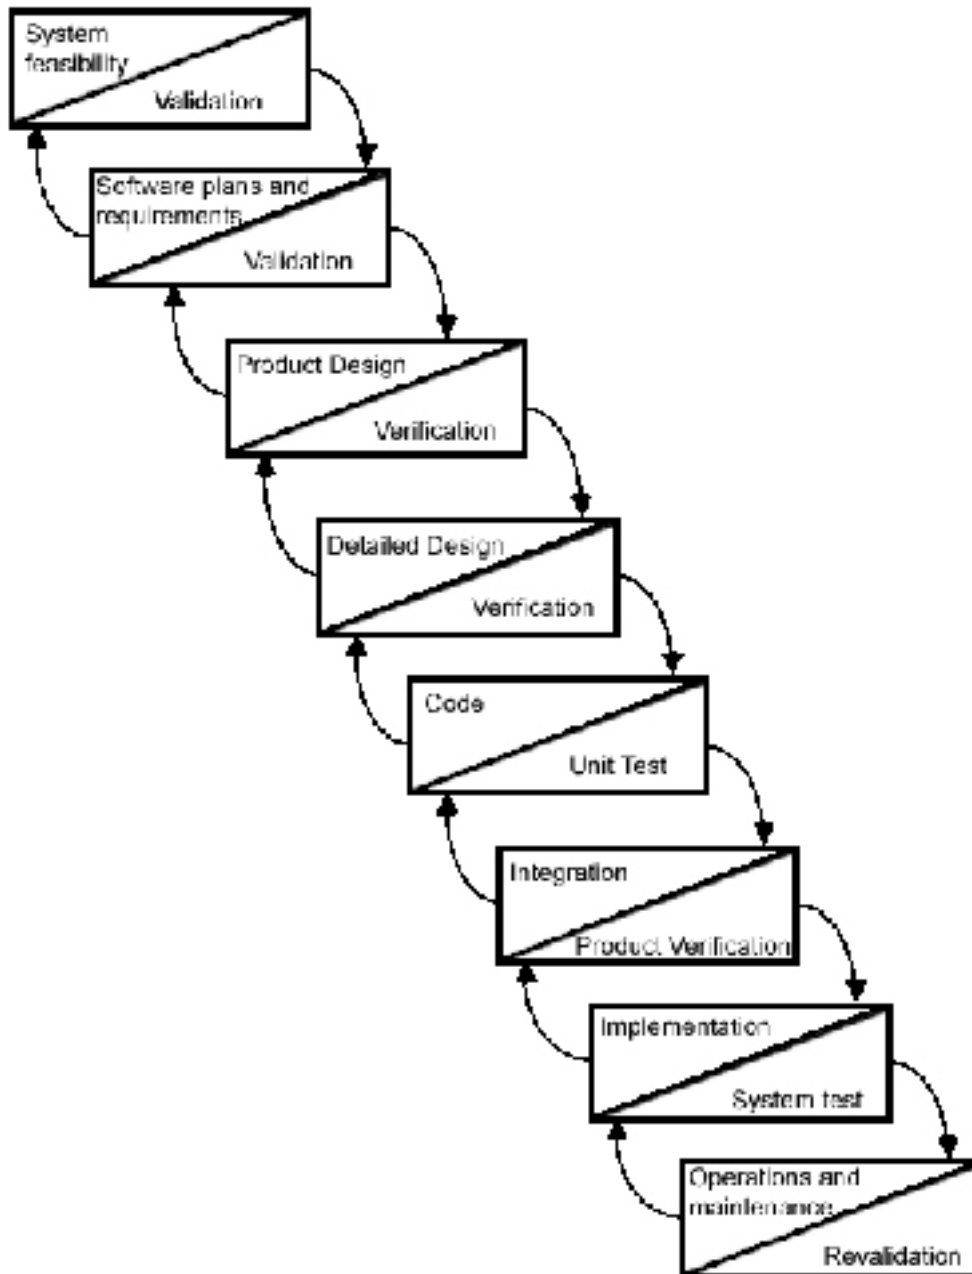 System
feasibility
Validation
Software plans and
requirements
Validation
Product Design
Verification
Detailed Design
Verification
Code
Unit Test
Integration
Product Verification
Implementation
System test
Operations and
maintenance
Revalidation